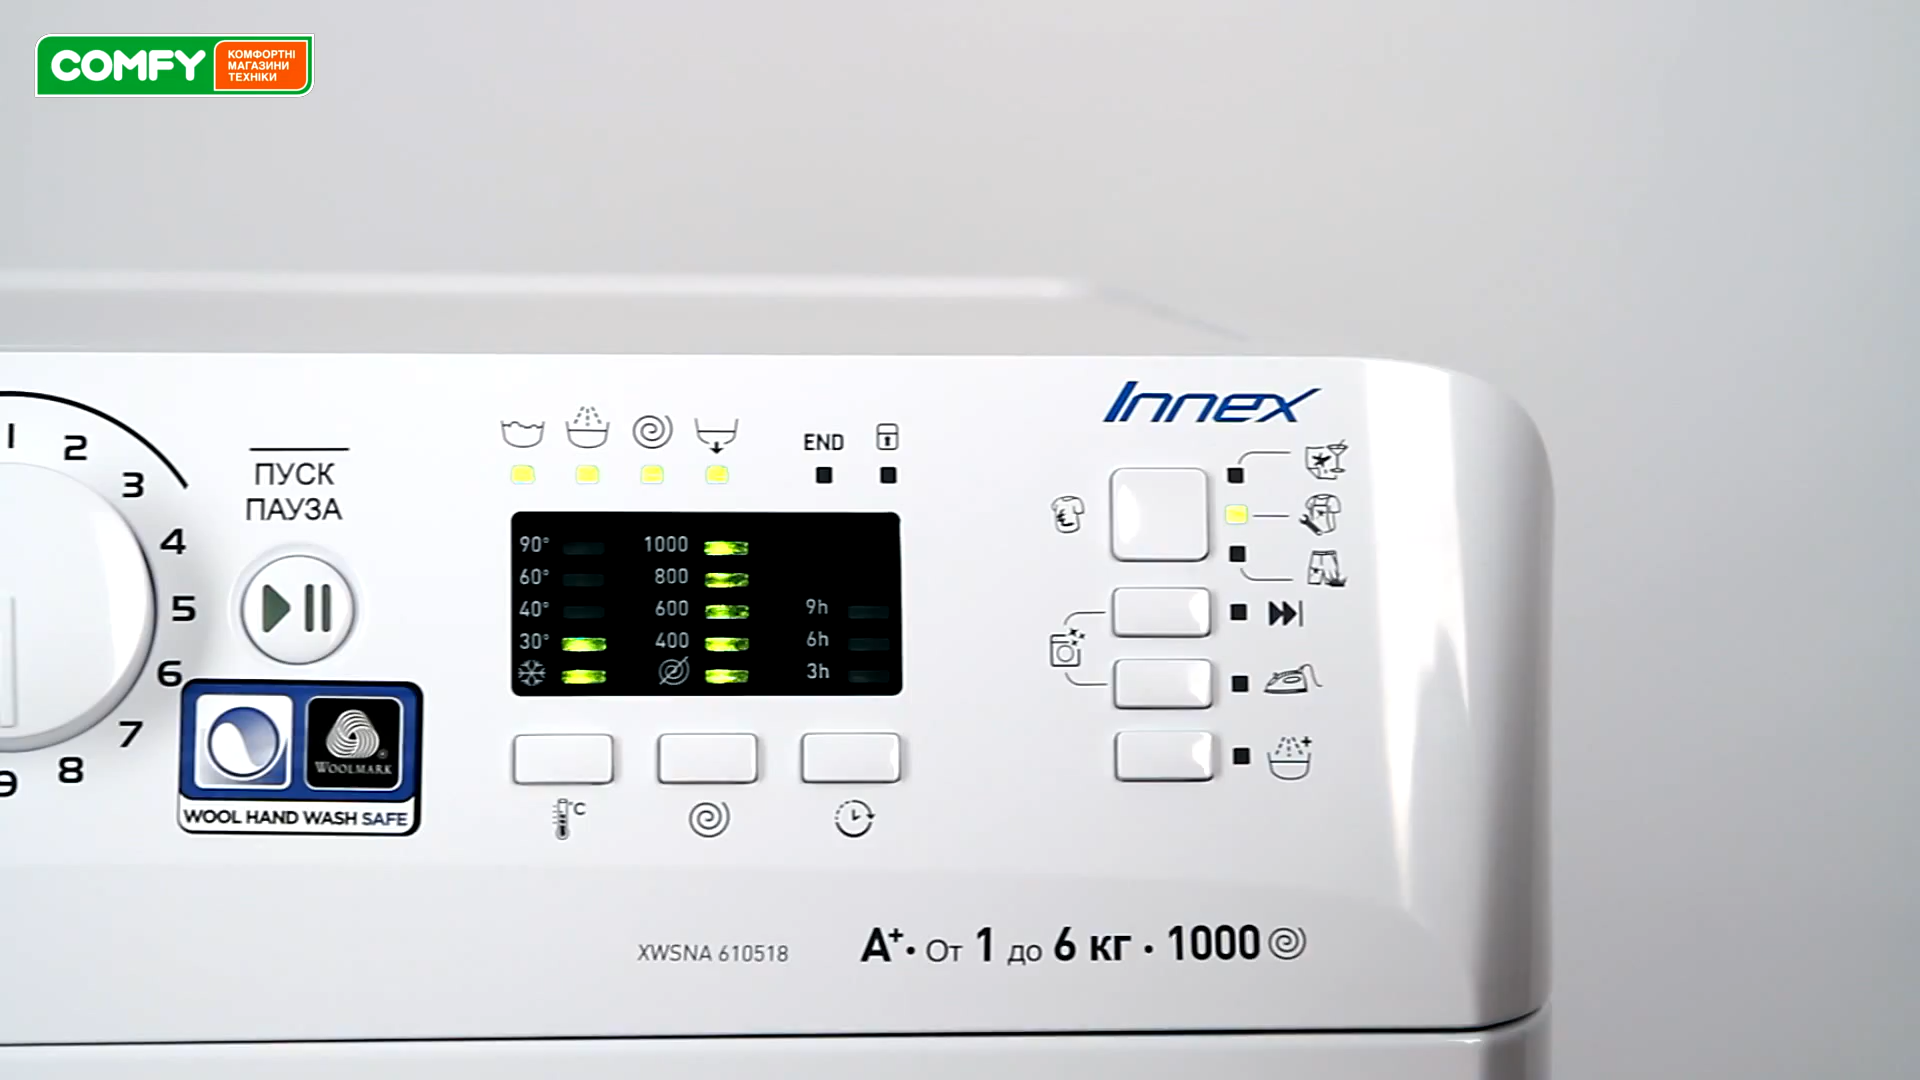 COMFY
КОМФОРТНІ
МАГАЗИНИ
ТЕХНІКИ
Innex
1
2
3
4
5
6
7
8
9
ПУСК
ПАУЗА
END
90° 1000
60° 800
40° 600 9h
30° 400 6h
3h
°C
WOOLMARK
WOOL HAND WASH SAFE
XWSNA 610518
A+· От 1 до 6 кг · 1000